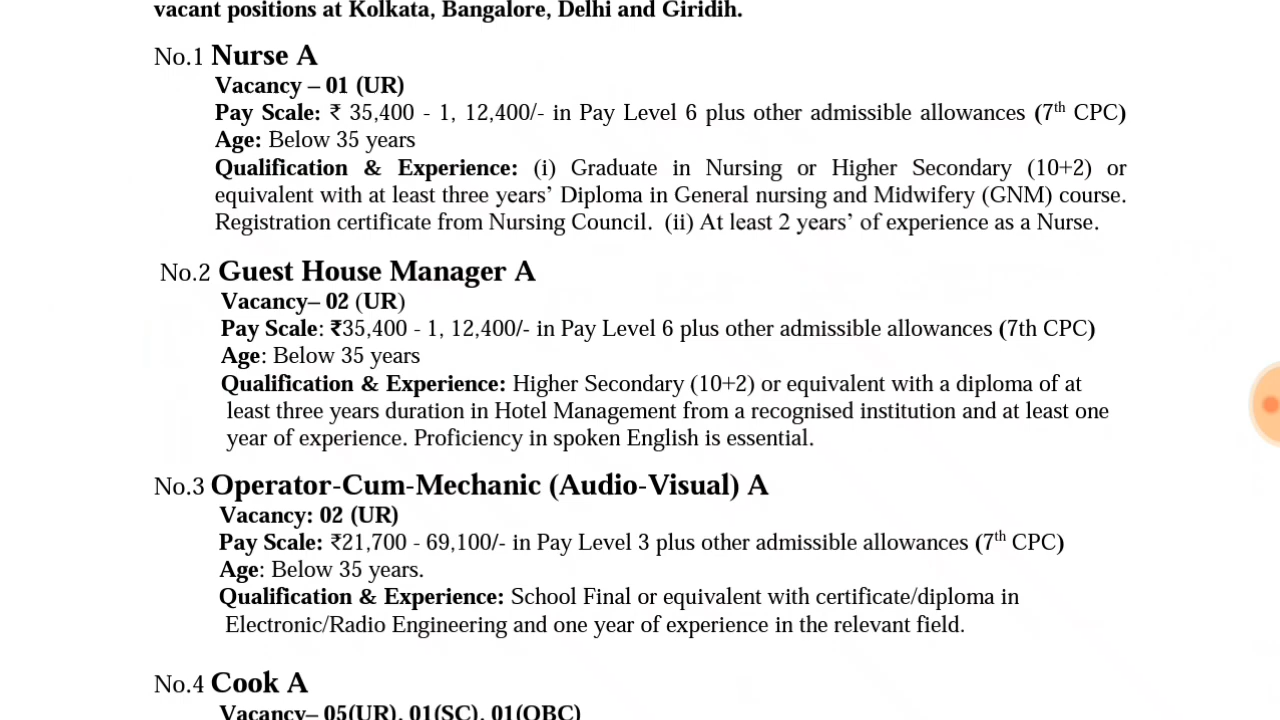 vacant positions at Kolkata, Bangalore, Delhi and Giridih.
No.1 Nurse A
Vacancy – 01 (UR)
Pay Scale: ₹ 35,400 - 1, 12,400/- in Pay Level 6 plus other admissible allowances (7th CPC)
Age: Below 35 years
Qualification & Experience: (i) Graduate in Nursing or Higher Secondary (10+2) or
equivalent with at least three years’ Diploma in General nursing and Midwifery (GNM) course.
Registration certificate from Nursing Council. (ii) At least 2 years’ of experience as a Nurse.
No.2 Guest House Manager A
Vacancy– 02 (UR)
Pay Scale: ₹35,400 - 1, 12,400/- in Pay Level 6 plus other admissible allowances (7th CPC)
Age: Below 35 years
Qualification & Experience: Higher Secondary (10+2) or equivalent with a diploma of at
least three years duration in Hotel Management from a recognised institution and at least one
year of experience. Proficiency in spoken English is essential.
No.3 Operator-Cum-Mechanic (Audio-Visual) A
Vacancy: 02 (UR)
Pay Scale: ₹21,700 - 69,100/- in Pay Level 3 plus other admissible allowances (7th CPC)
Age: Below 35 years.
Qualification & Experience: School Final or equivalent with certificate/diploma in
Electronic/Radio Engineering and one year of experience in the relevant field.
No.4 Cook A
Vacancy– 05(UR), 01(SC), 01(OBC)